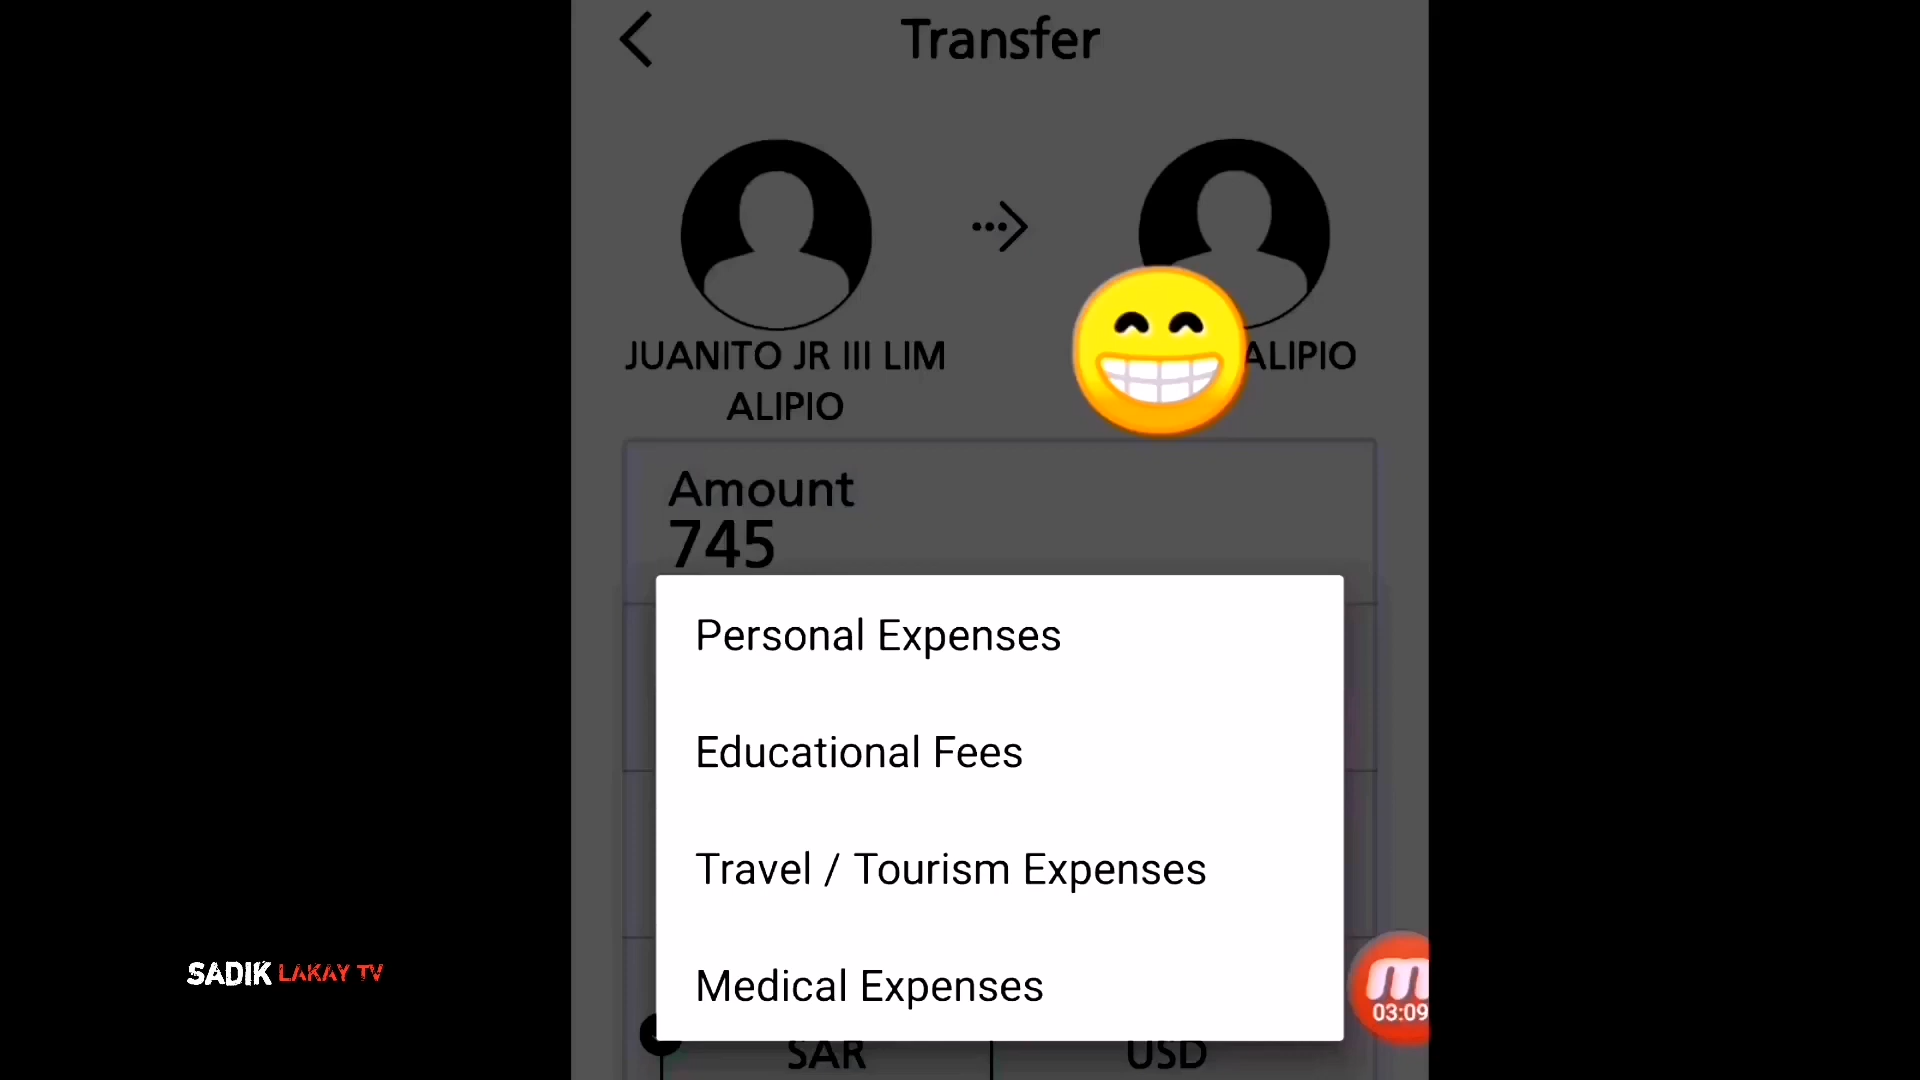 Transfer
JUANITO JR III LIM
ALIPIO
ALIPIO
Amount
745
Personal Expenses
Educational Fees
Travel / Tourism Expenses
Medical Expenses
SAR
USD
SADIK LAKAY TV
03:09